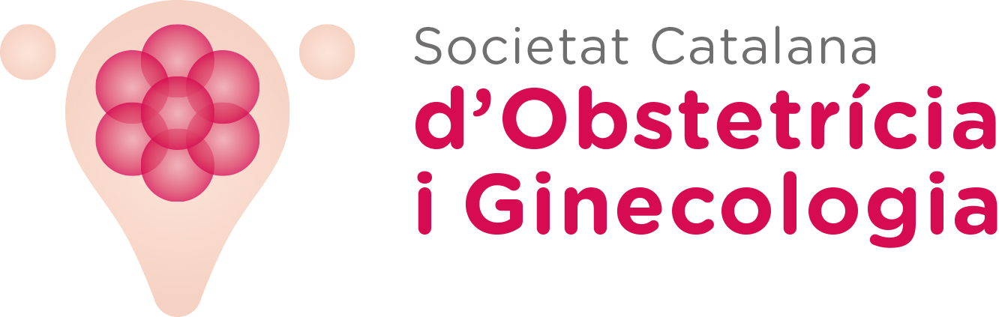 Societat Catalana
d’Obstetrícia
i Ginecologia